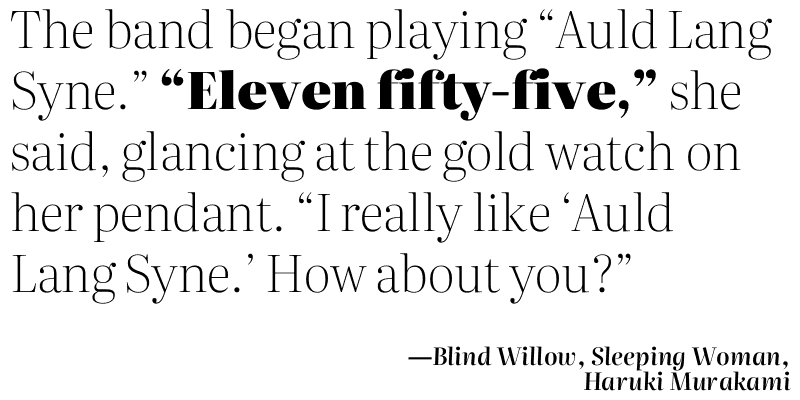 The band began playing “Auld Lang
Syne.” “Eleven fifty-five,” she
said, glancing at the gold watch on
her pendant. “I really like ‘Auld
Lang Syne.’ How about you?”
—Blind Willow, Sleeping Woman,
Haruki Murakami